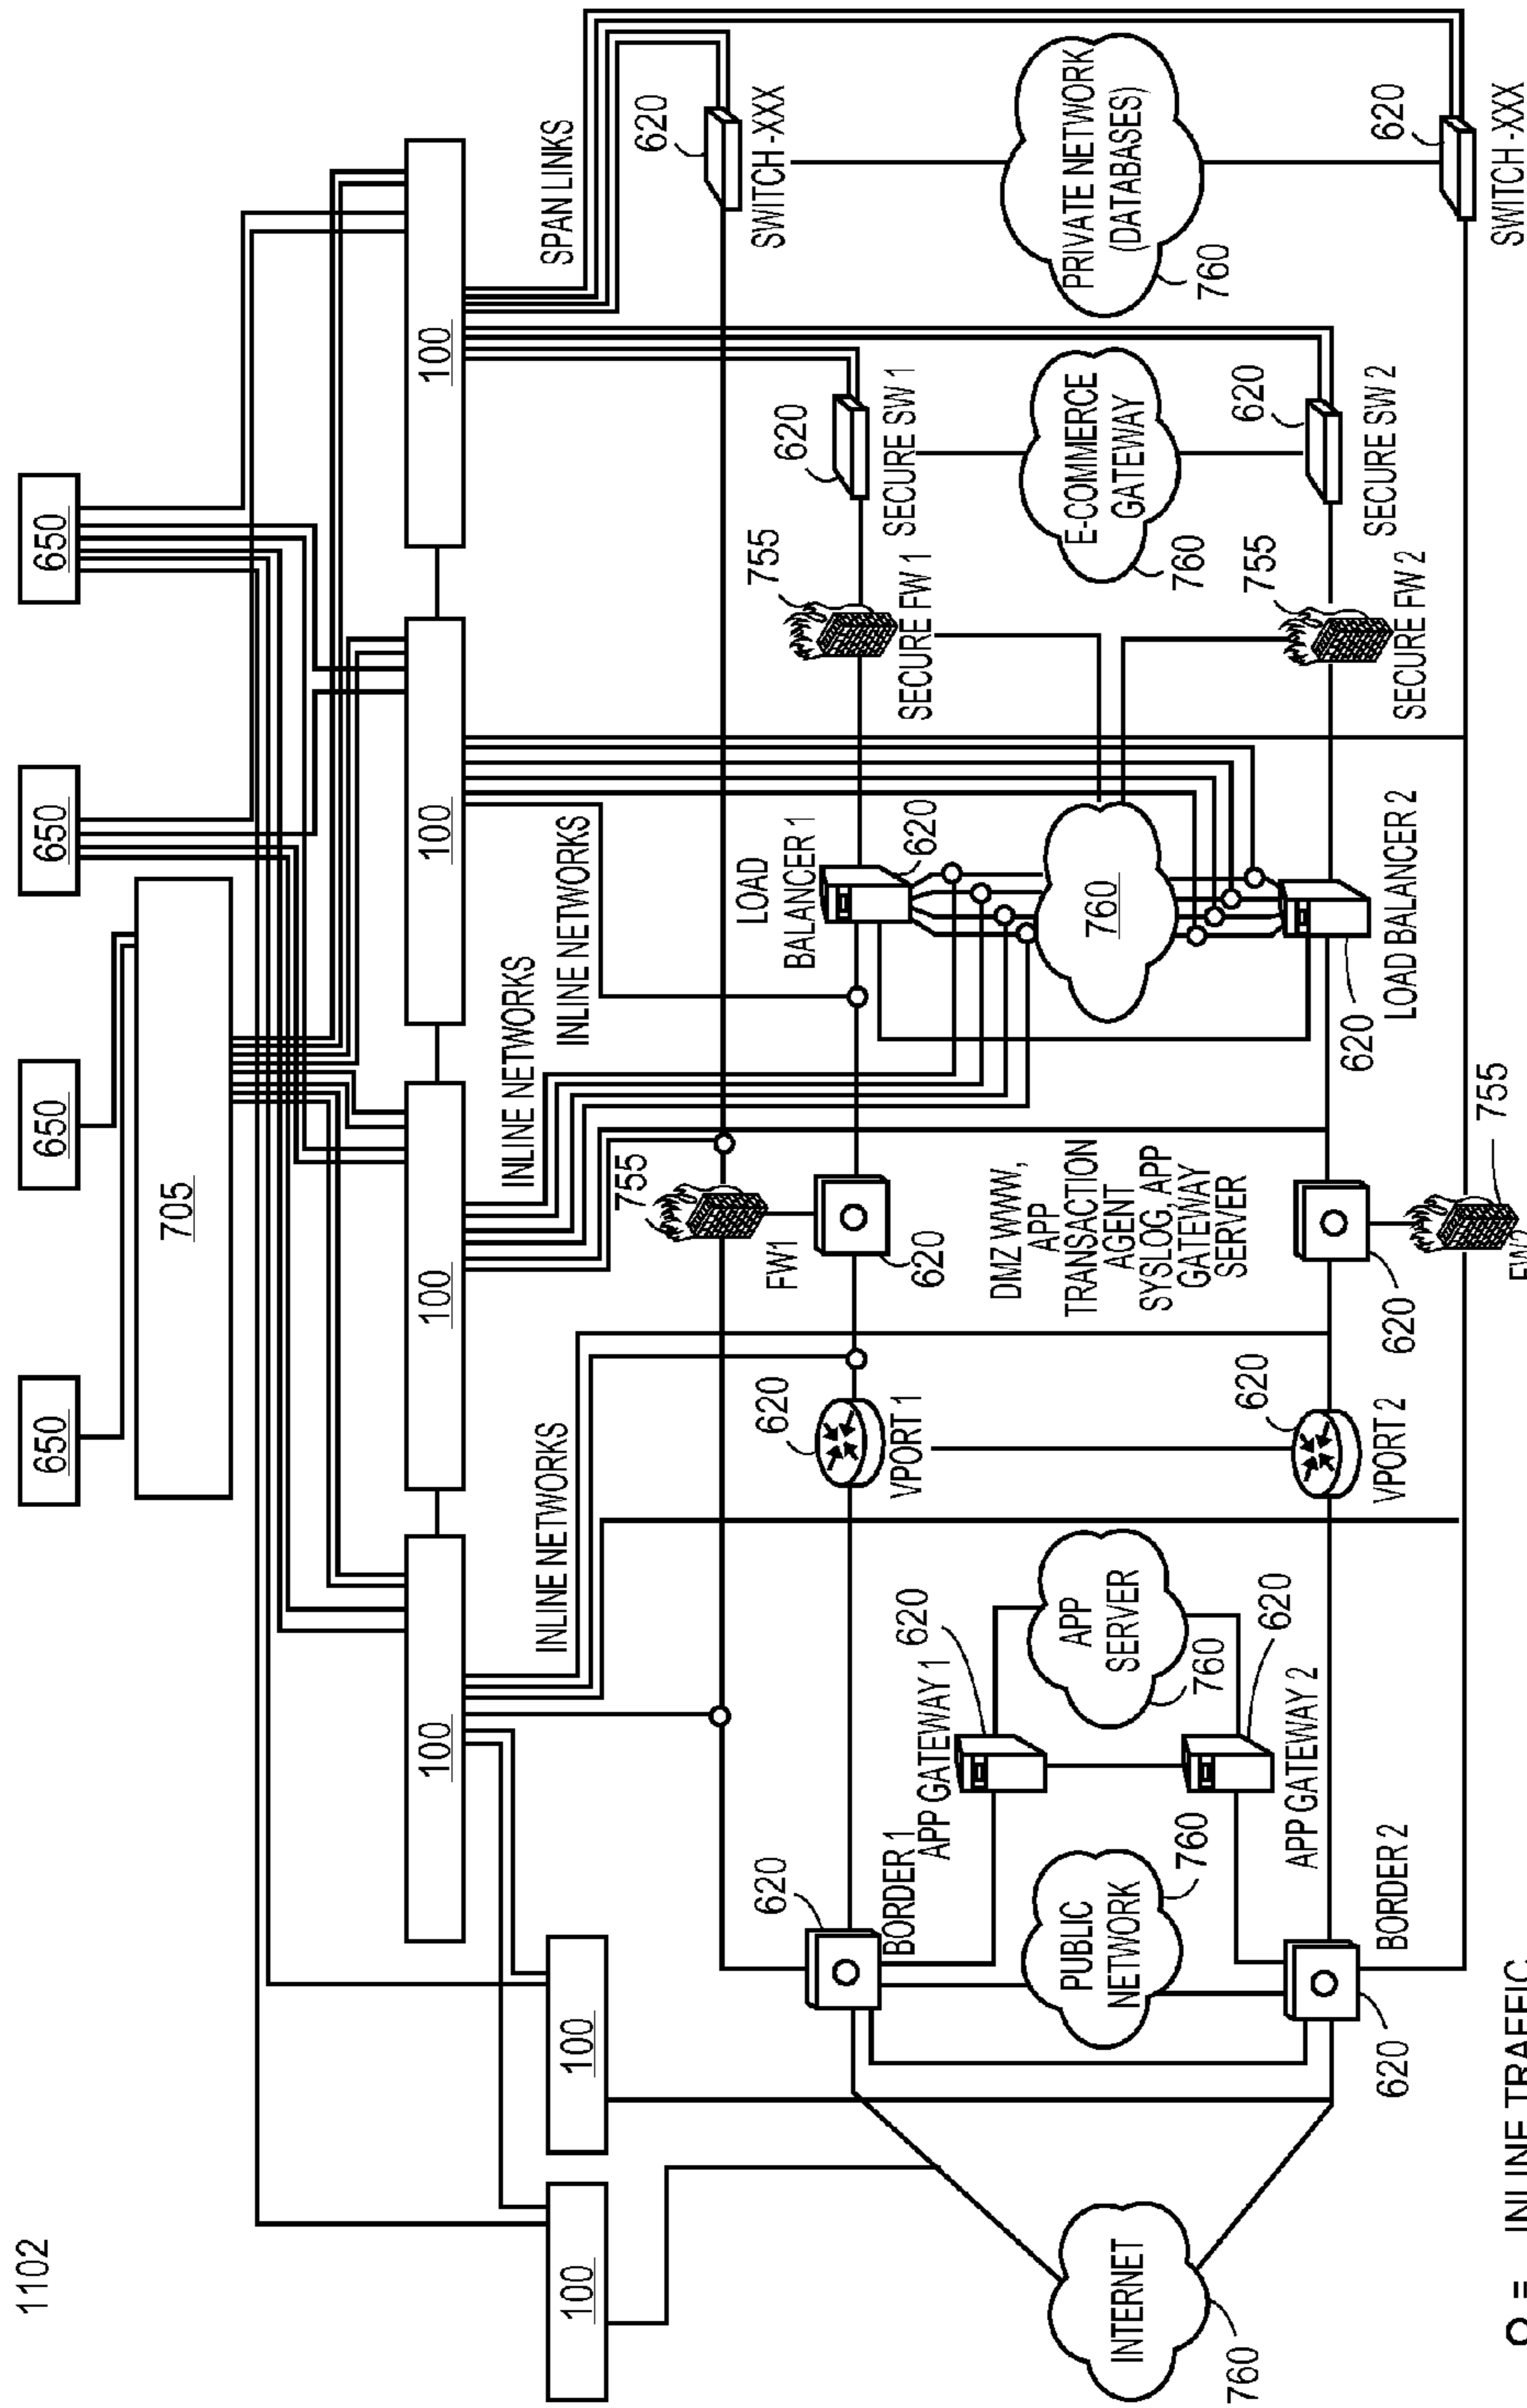 1102
650
650
650
650
705
100
100
100
100
INLINE NETWORKS
INLINE NETWORKS
INLINE NETWORKS
SPAN LINKS
100
100
755
620
SWITCH -XXX
FW1
620
BORDER 1
620
VPORT 1
620
LOAD
BALANCER 1
620
755
SECURE FW 1
620
SECURE SW 1
APP GATEWAY 1
620
INTERNET
760
PUBLIC
NETWORK
760
APP
SERVER
760
DMZ WWW,
APP
TRANSACTION
AGENT
SYSLOG, APP
GATEWAY
SERVER
760
E-COMMERCE
GATEWAY
760
PRIVATE NETWORK
(DATABASES)
760
APP GATEWAY 2
620
620
BORDER 2
620
VPORT 2
620
620
LOAD BALANCER 2
755
SECURE FW 2
620
SECURE SW 2
755
FW2
620
SWITCH -XXX
O = INLINE TRAFFIC